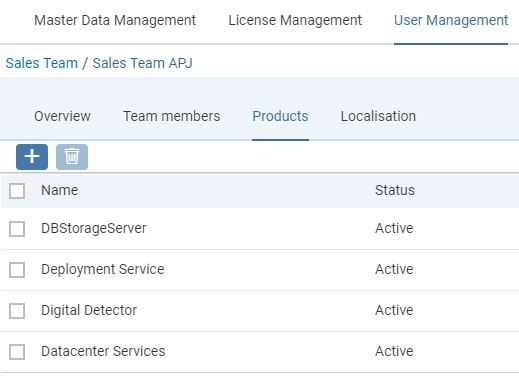 Master Data Management License Management User Management
Sales Team / Sales Team APJ
Overview Team members Products Localisation
Name Status
DBStorageServer Active
Deployment Service Active
Digital Detector Active
Datacenter Services Active